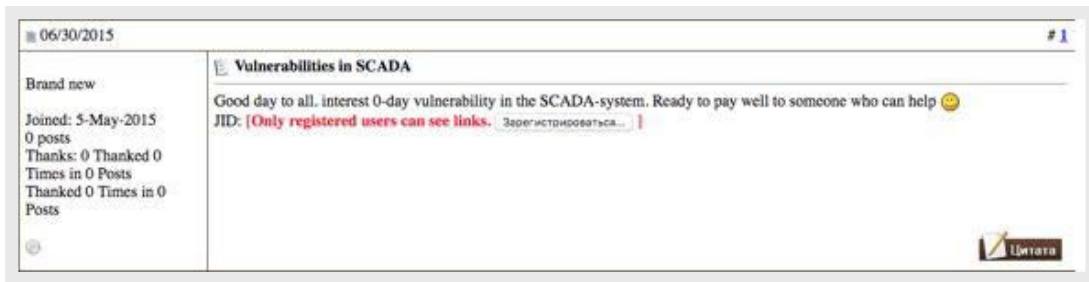 06/30/2015
# 1
Brand new
Joined: 5-May-2015
0 posts
Thanks: 0 Thanked 0
Times in 0 Posts
Thanked 0 Times in 0
Posts
Vulnerabilities in SCADA
Good day to all. interest 0-day vulnerability in the SCADA-system. Ready to pay well to someone who can help
JID: [Only registered users can see links. Зарегистрироваться... ]
Цитата